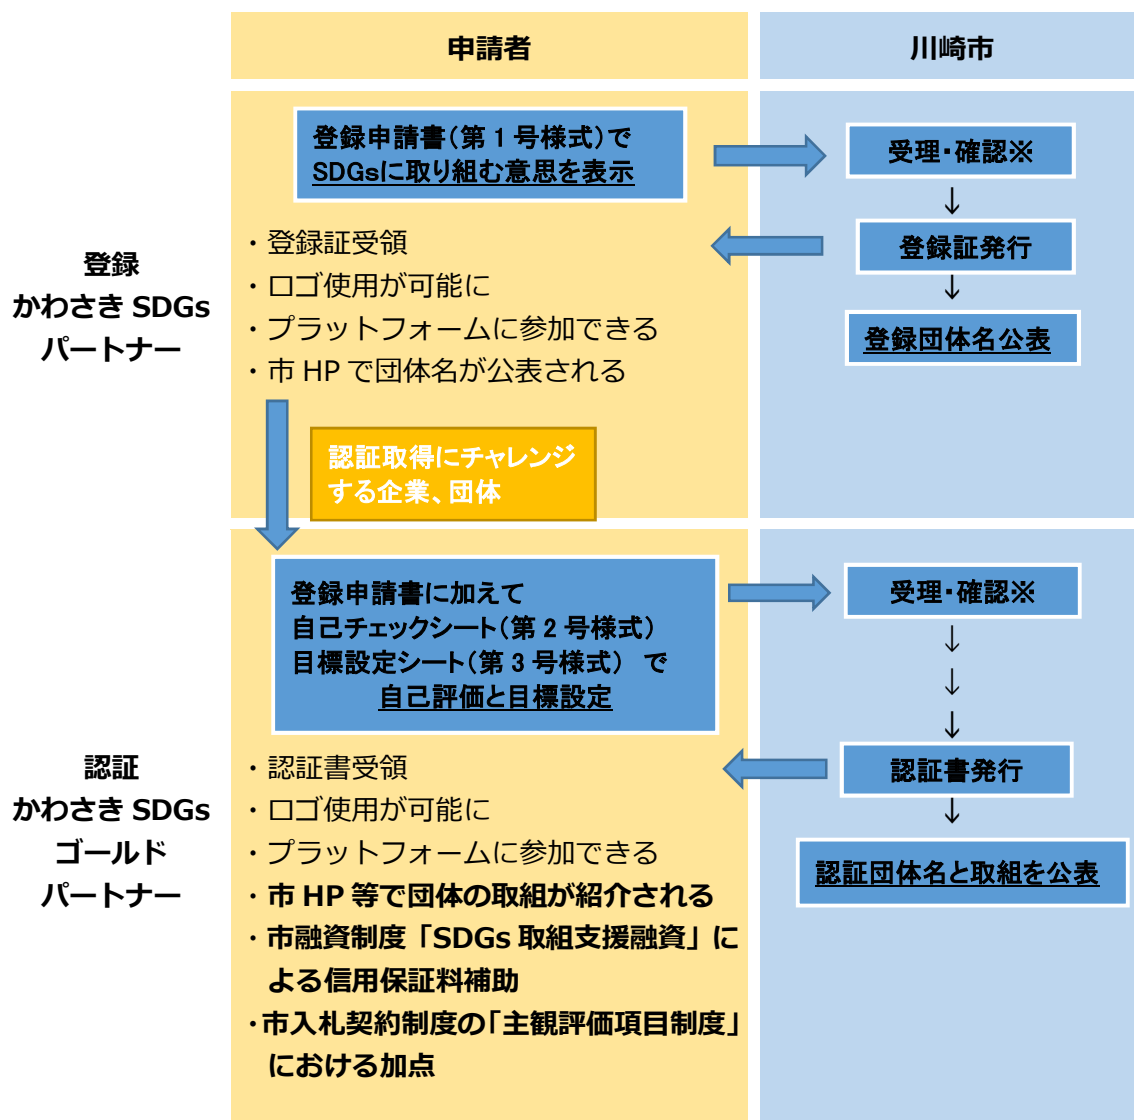 申請者
川崎市
登録
かわさき SDGs
パートナー
登録申請書（第１号様式）で
SDGsに取り組む意思を表示
受理・確認※
↓
登録証発行
↓
登録団体名公表
・登録証受領
・ロゴ使用が可能に
・プラットフォームに参加できる
・市 HP で団体名が公表される
認証取得にチャレンジ
する企業、団体
認証
かわさき SDGs
ゴールド
パートナー
登録申請書に加えて
自己チェックシート（第２号様式）
目標設定シート（第３号様式） で
自己評価と目標設定
受理・確認※
↓
↓
↓
認証書発行
↓
認証団体名と取組を公表
・認証書受領
・ロゴ使用が可能に
・プラットフォームに参加できる
・市 HP 等で団体の取組が紹介される
・市融資制度「SDGs 取組支援融資」に
よる信用保証料補助
・市入札契約制度の「主観評価項目制度」
における加点